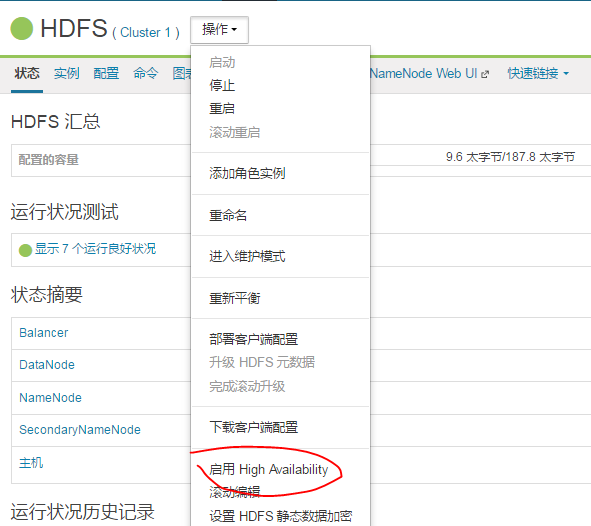 HDFS ( Cluster 1 ) 操作
状态 实例 配置 命令 NameNode Web UI 快速链接
启动
停止
重启
滚动重启
添加角色实例
重命名
进入维护模式
重新平衡
部署客户端配置
升级 HDFS 元数据
完成滚动升级
下载客户端配置
启用 High Availability
滚动编辑
设置 HDFS 静态数据加密
HDFS 汇总
配置的容量 9.6 太字节/187.8 太字节
运行状况测试
显示 7 个运行良好状况
状态摘要
Balancer
DataNode
NameNode
SecondaryNameNode
主机
运行状况历史记录